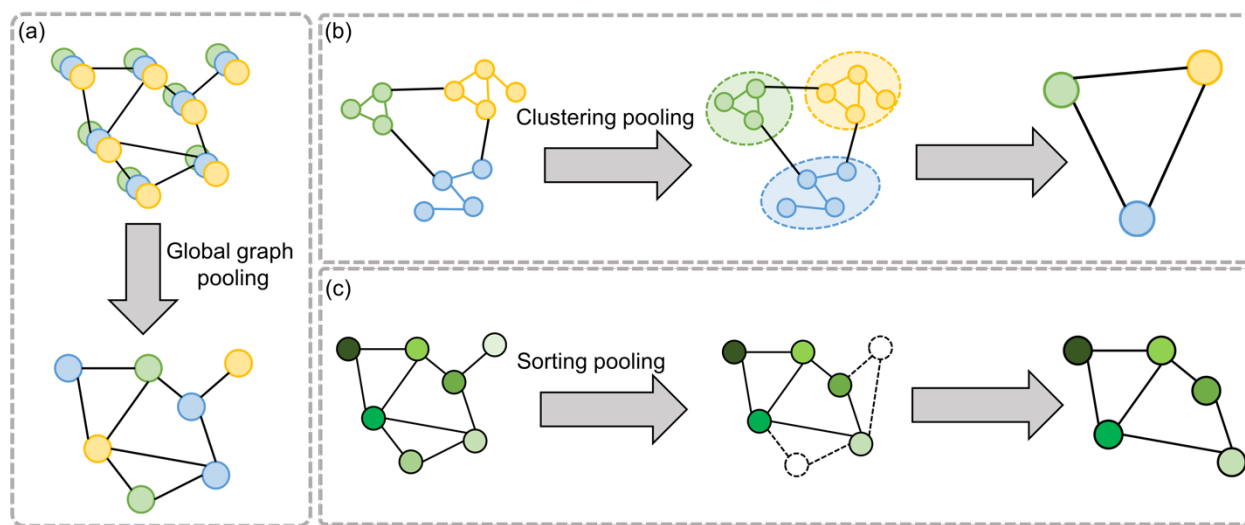 (a)
Global graph
pooling
(b)
Clustering pooling
(c)
Sorting pooling